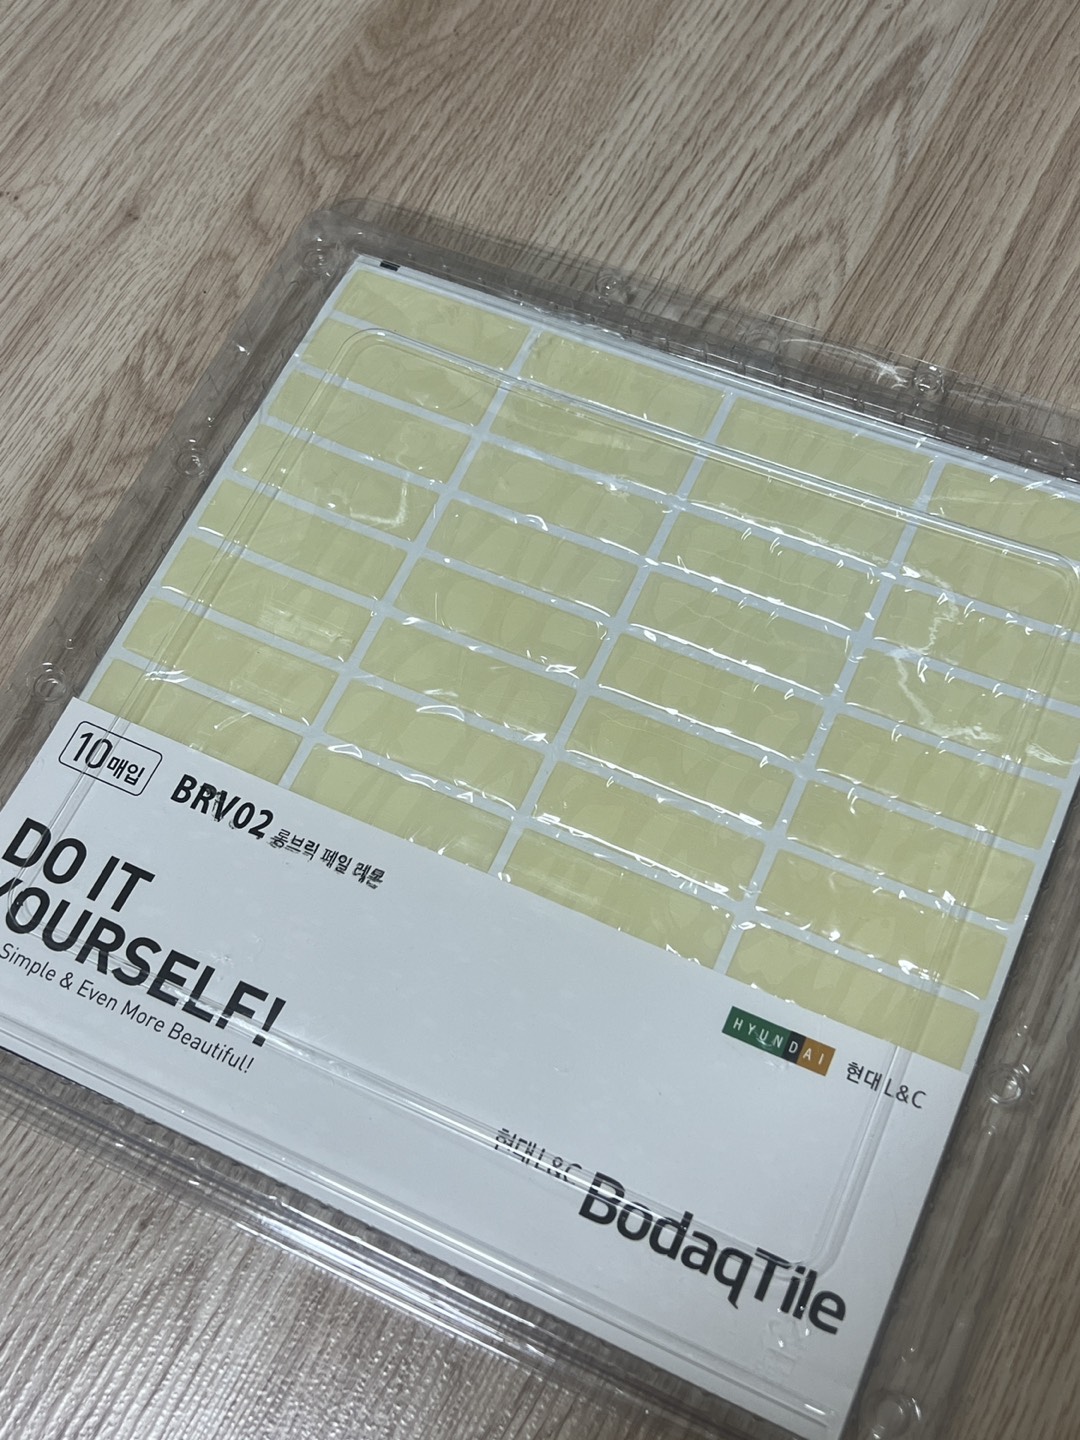 10매입
BRV02 롱브릭 페일 레몬
DO IT
YOURSELF!
Simple & Even More Beautiful!
HYUNDAI 현대 L&C
현대 L&C BodaqTile